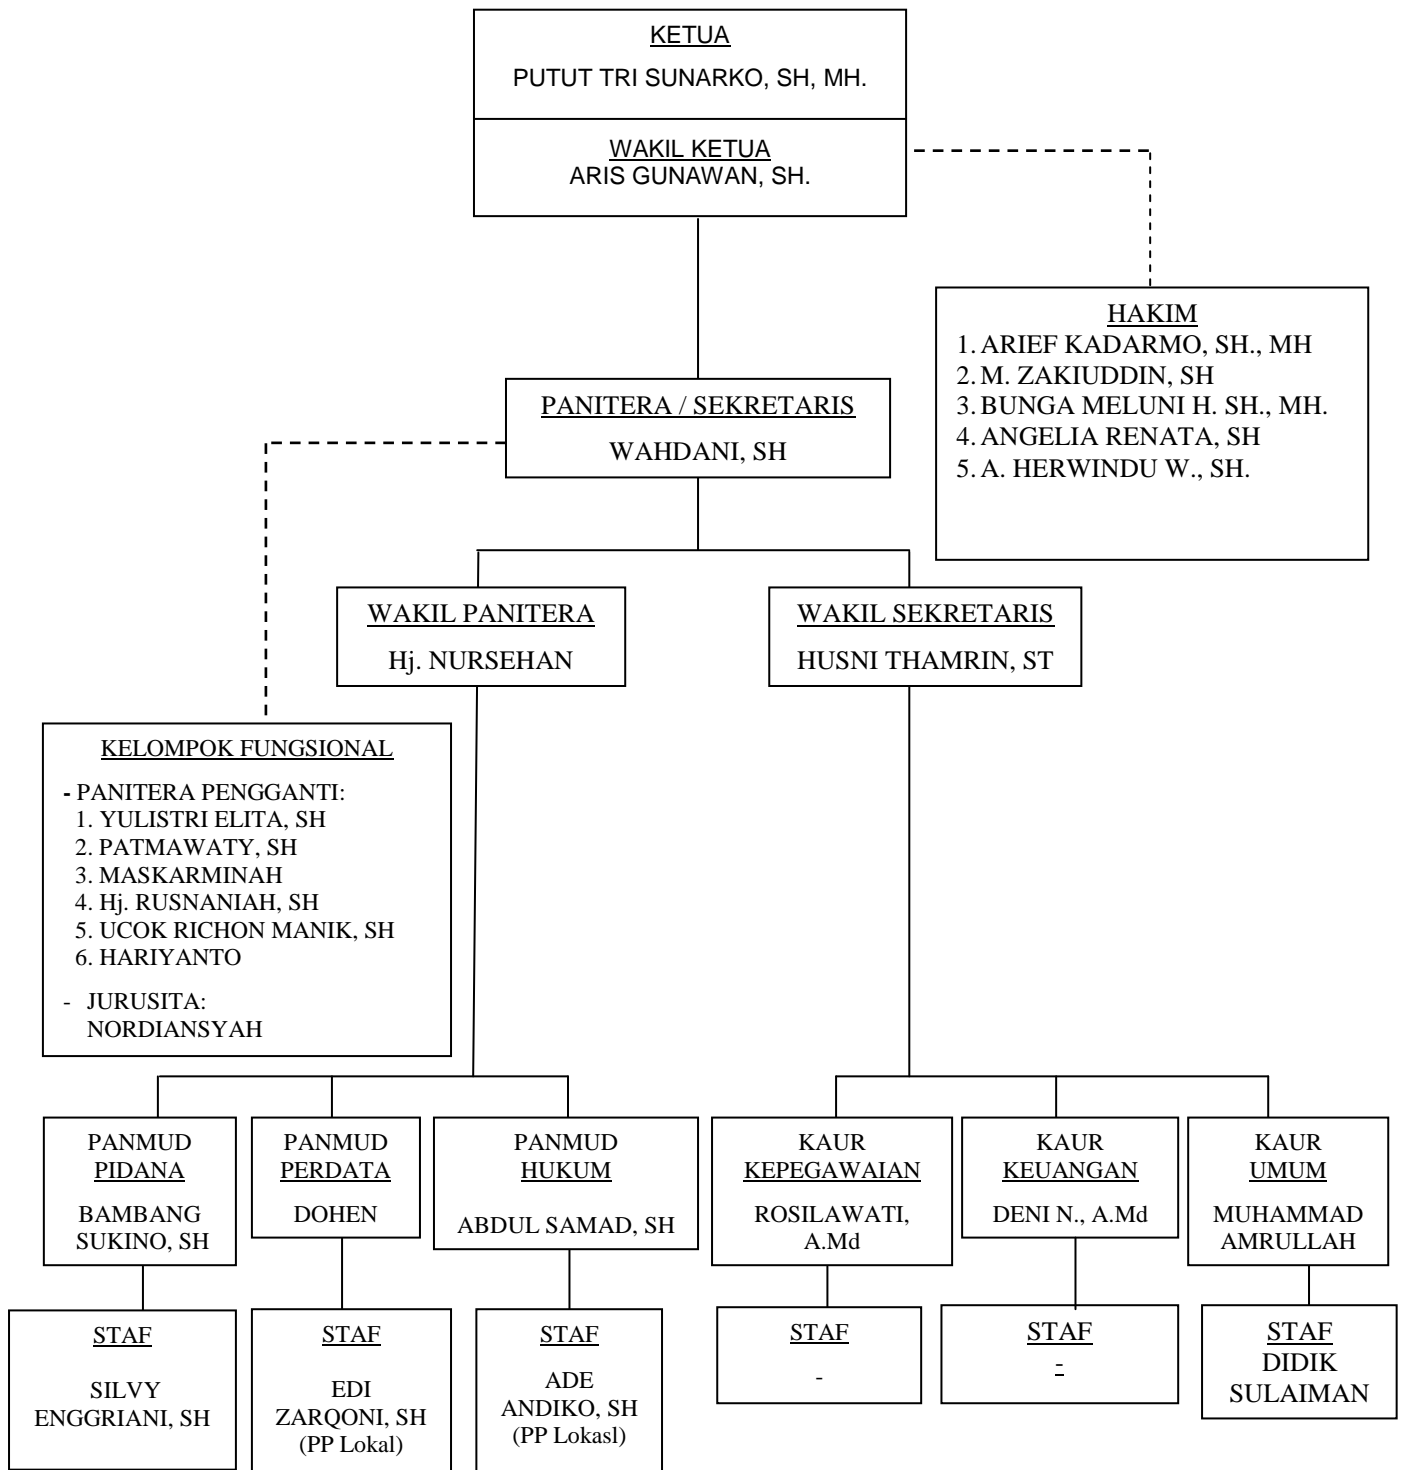 KETUA
PUTUT TRI SUNARKO, SH, MH.
WAKIL KETUA
ARIS GUNAWAN, SH.
HAKIM
1. ARIEF KADARMO, SH., MH
2. M. ZAKIUDDIN, SH
3. BUNGA MELUNI H. SH., MH.
4. ANGELIA RENATA, SH
5. A. HERWINDU W., SH.
PANITERA / SEKRETARIS
WAHDANI, SH
WAKIL PANITERA
Hj. NURSEHAN
WAKIL SEKRETARIS
HUSNI THAMRIN, ST
KELOMPOK FUNGSIONAL
- PANITERA PENGGANTI:
1. YULISTRI ELITA, SH
2. PATMAWATY, SH
3. MASKARMINAH
4. Hj. RUSNANIAH, SH
5. UCOK RICHON MANIK, SH
6. HARIYANTO
- JURUSITA:
NORDIANSYAH
PANMUD
PIDANA
BAMBANG
SUKINO, SH
PANMUD
PERDATA
DOHEN
PANMUD
HUKUM
ABDUL SAMAD, SH
KAUR
KEPEGAWAIAN
ROSILAWATI,
A.Md
KAUR
KEUANGAN
DENI N., A.Md
KAUR
UMUM
MUHAMMAD
AMRULLAH
STAF
SILVY
ENGGRIANI, SH
STAF
EDI
ZARQONI, SH
(PP Lokal)
STAF
ADE
ANDIKO, SH
(PP Lokasl)
STAF
-
STAF
-
STAF
DIDIK
SULAIMAN